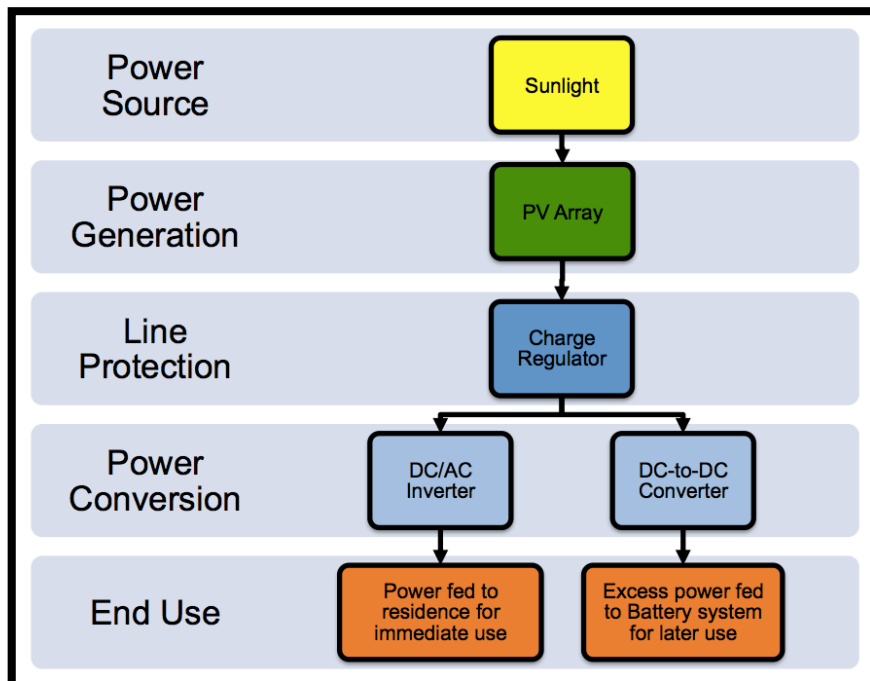 Power
Source
Sunlight
Power
Generation
PV Array
Line
Protection
Charge
Regulator
Power
Conversion
DC/AC
Inverter
DC-to-DC
Converter
End Use
Power fed to
residence for
immediate use
Excess power fed
to Battery system
for later use